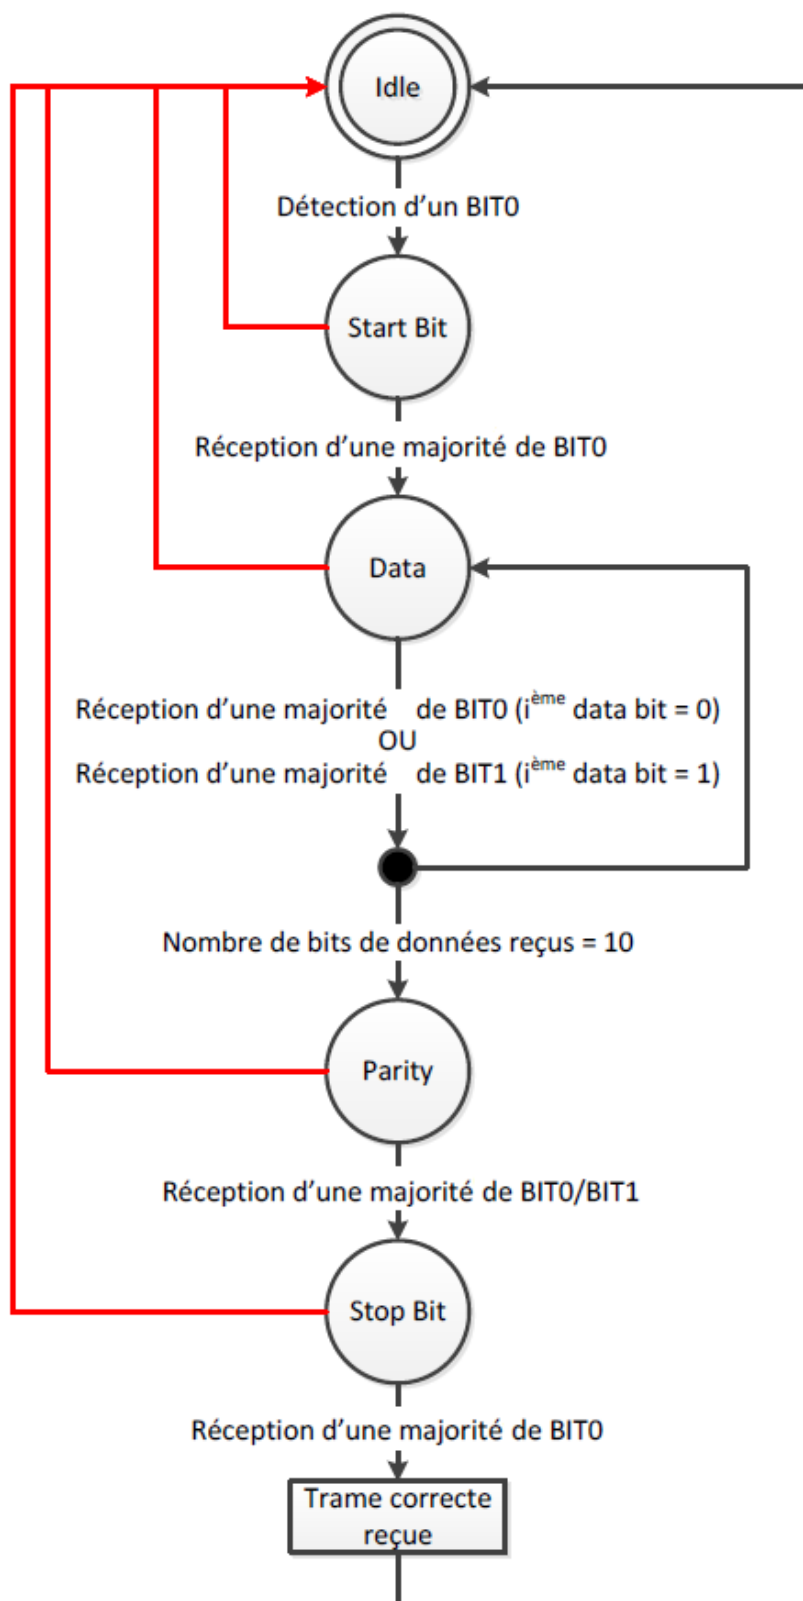 Idle
Détection d’un BIT0
Start Bit
Réception d’une majorité de BIT0
Data
Réception d’une majorité de BIT0 (ième data bit = 0)
OU
Réception d’une majorité de BIT1 (ième data bit = 1)
Nombre de bits de données reçus = 10
Parity
Réception d’une majorité de BIT0/BIT1
Stop Bit
Réception d’une majorité de BIT0
Trame correcte
reçue